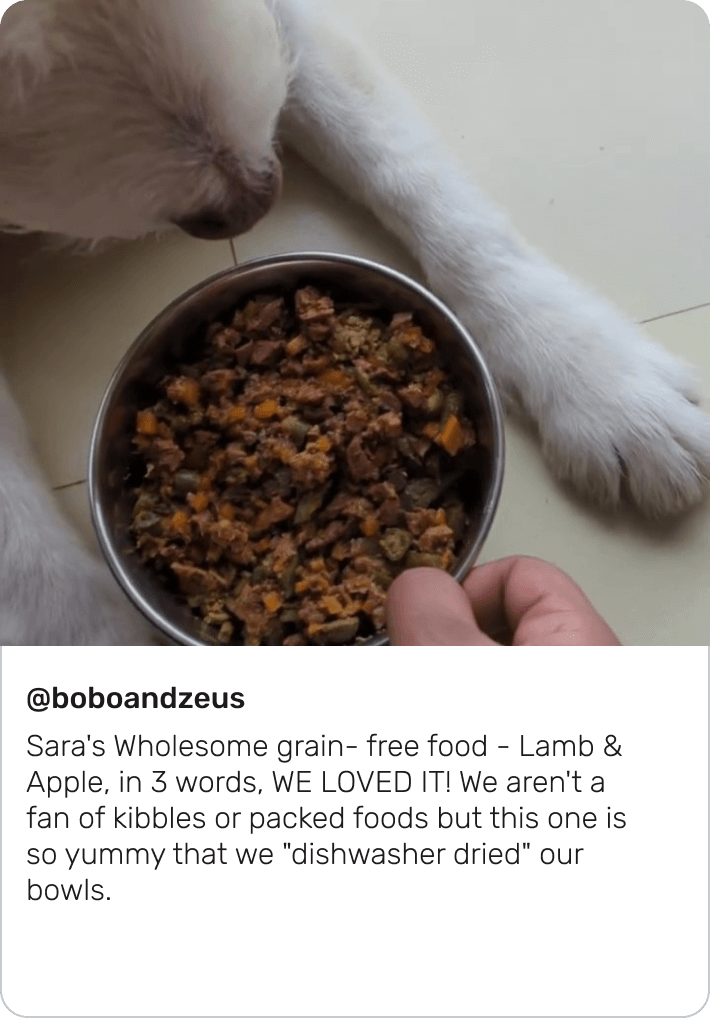 @boboandzeus
Sara's Wholesome grain- free food - Lamb &
Apple, in 3 words, WE LOVED IT! We aren't a
fan of kibbles or packed foods but this one is
so yummy that we "dishwasher dried" our
bowls.